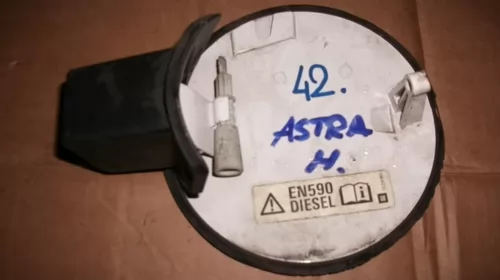 42.
ASTRA
H.
EN590
DIESEL